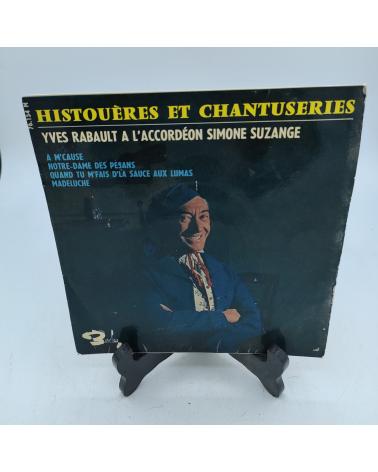 HISTOUÈRES ET CHANTUSERIES
YVES RABAULT A L'ACCORDÉON SIMONE SUZANGE
A M'CAUSE
NOTRE-DAME DES PEŞANS
QUAND TU M'FAIS D'LA SAUCE AUX LUMAS
MADELUCHE